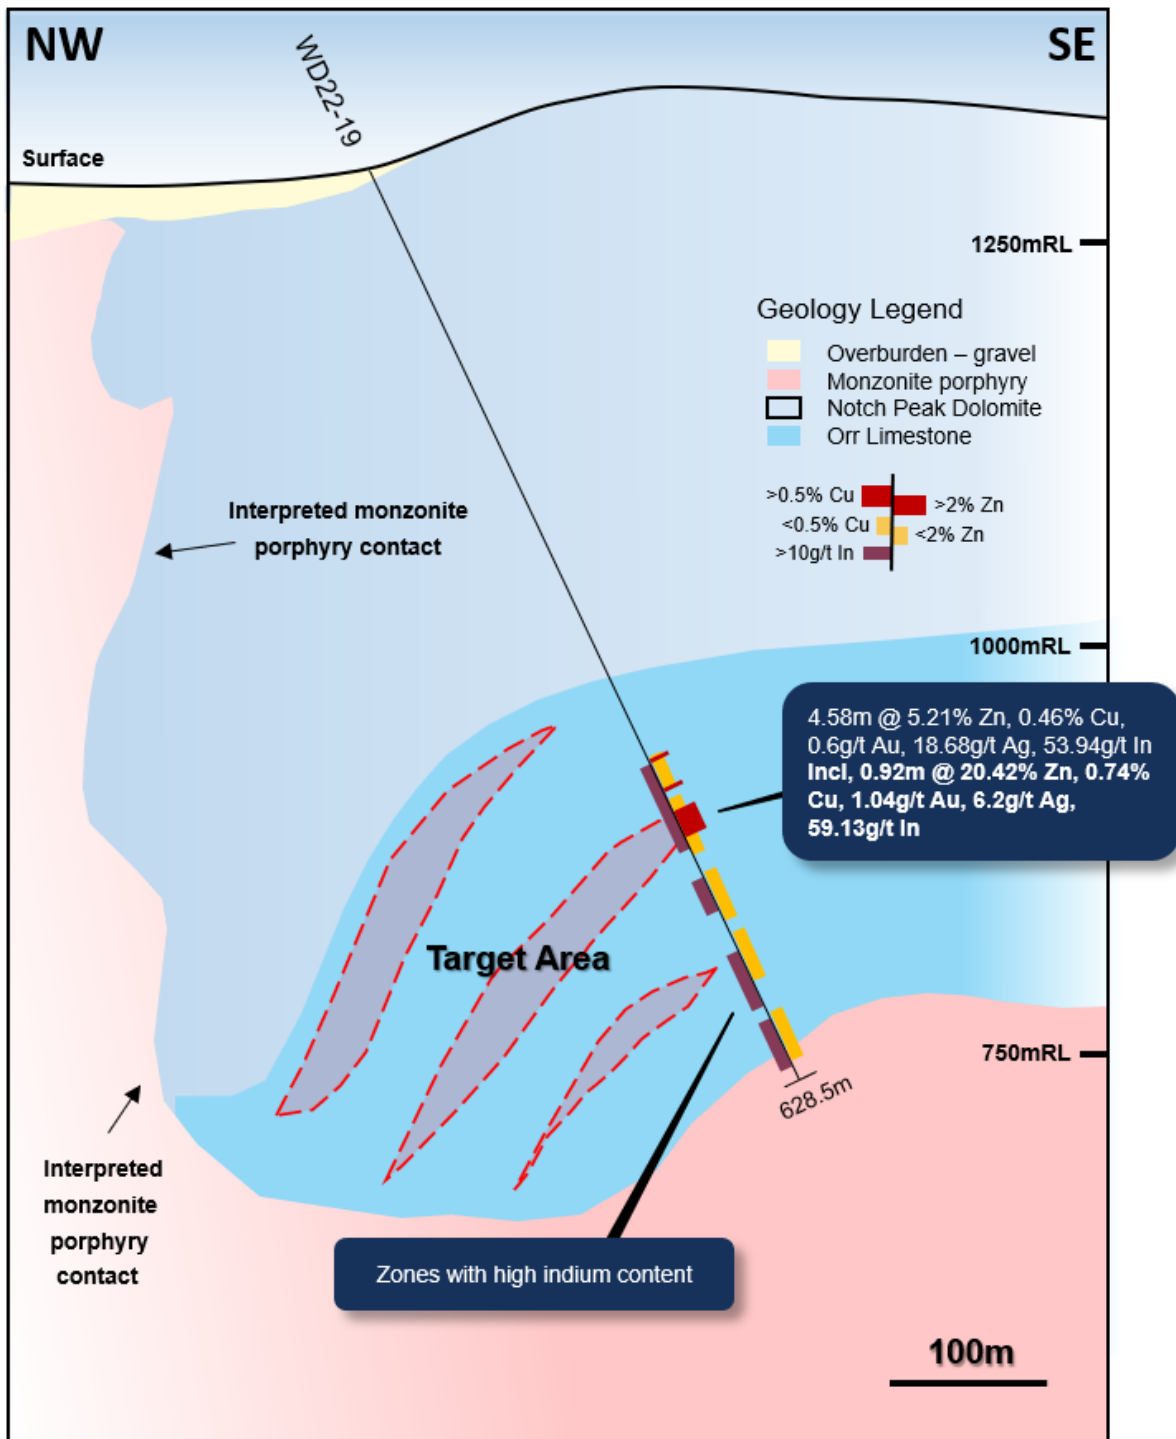 NW
SE
WD22-19
Surface
1250mRL
Geology Legend
Overburden – gravel
Monzonite porphyry
Notch Peak Dolomite
Orr Limestone
>0.5% Cu
>2% Zn
<0.5% Cu
<2% Zn
>10g/t In
Interpreted monzonite
porphyry contact
1000mRL
4.58m @ 5.21% Zn, 0.46% Cu,
0.6g/t Au, 18.68g/t Ag, 53.94g/t In
Incl, 0.92m @ 20.42% Zn, 0.74%
Cu, 1.04g/t Au, 6.2g/t Ag,
59.13g/t In
Target Area
750mRL
628.5m
Interpreted
monzonite
porphyry
contact
Zones with high indium content
100m